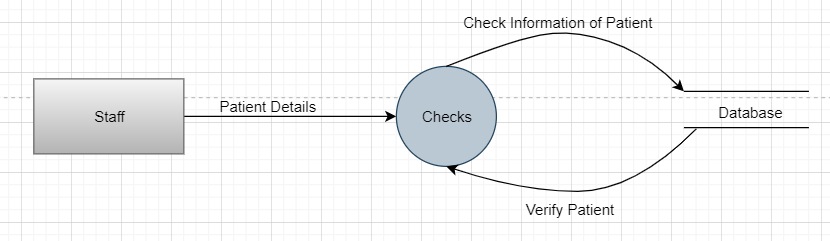 Check Information of Patient
Patient Details
Staff
Checks
Database
Verify Patient